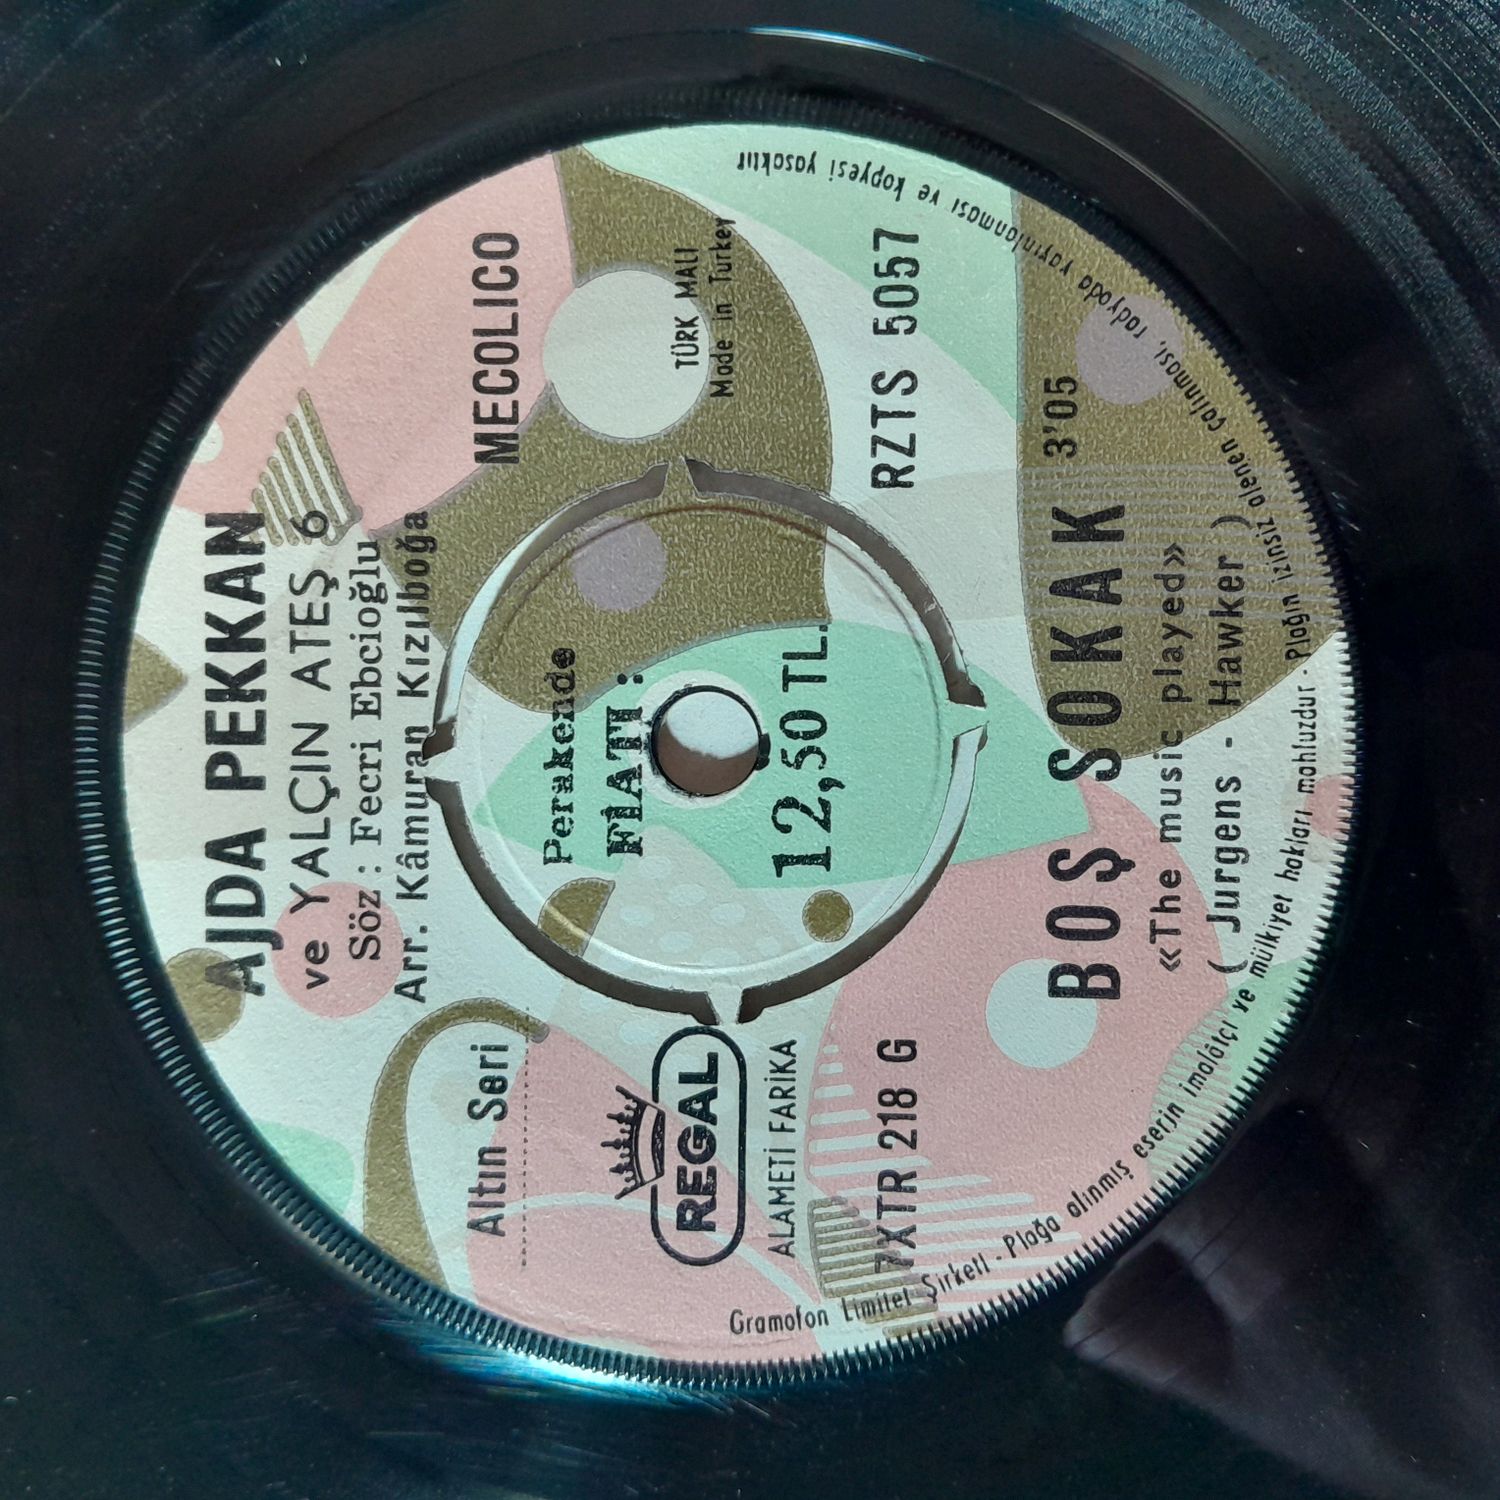 AJDA PEKKAN
ve YALÇIN ATEŞ 6
Söz : Fecri Ebcioğlu
Arr. Kâmuran Kızılboğa
Altın Seri
MECOLICO
Perakende
FİATI :
12,50 TL.
REGAL
ALAMETİ FARİKA
TÜRK MALI
Made in Turkey
7XTR 218 G
RZTS 5057
BOŞ SOKAK 3'05
«The music played»
( Jurgens - Hawker )
Gramofon Limitet Şirketi - Plağa alınmış eserin imalâtçı ve mülkiyet hakları mahfuzdur - Plağın izinsiz alenen çalınması, radyoda yayınlanması ve kopyesi yasaktır